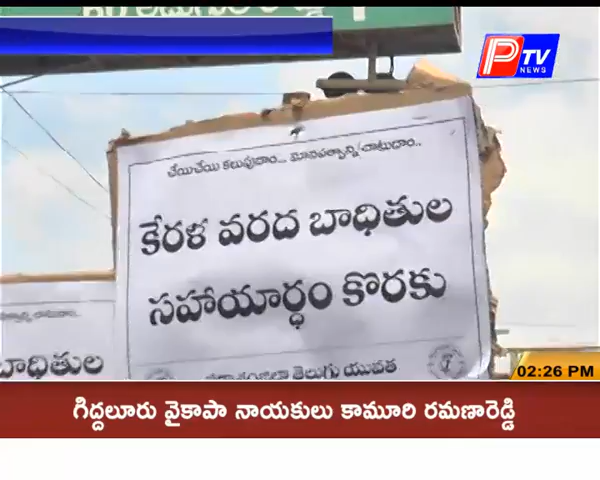 PTV
NEWS
చేయిచేయి కలుపుదాం... మానవత్వాన్ని చాటుదాం..
కేరళ వరద బాధితుల
సహాయార్ధం కొరకు
తెలుగు యువత
బాధితుల
02:26 PM
గిద్దలూరు వైకాపా నాయకులు కామూరి రమణారెడ్డి